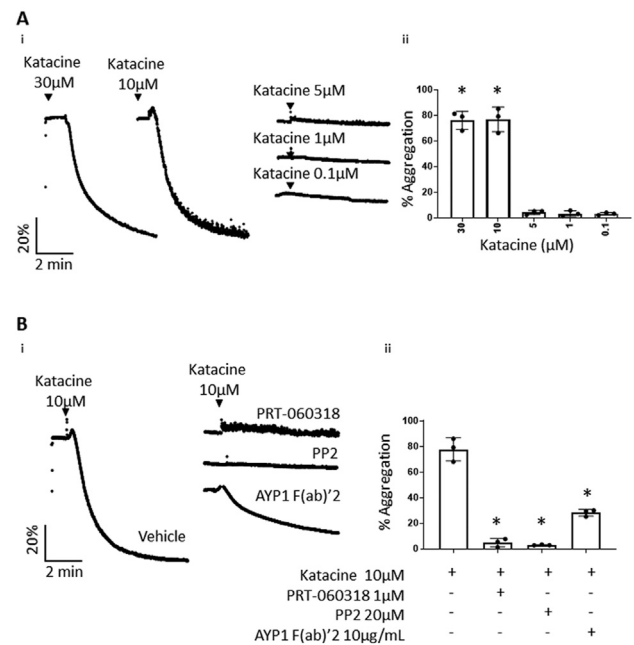 A
i
ii
Katacine
30μM
Katacine
10μM
Katacine 5μM
Katacine 1μM
Katacine 0.1μM
20%
2 min
% Aggregation
100
80
60
40
20
0
*
*
30
10
5
1
0.1
Katacine (μM)
B
i
ii
Katacine
10μM
Katacine
10μM
PRT-060318
PP2
AYP1 F(ab)'2
Vehicle
20%
2 min
% Aggregation
100
80
60
40
20
0
*
*
*
Katacine 10μM + + + +
PRT-060318 1μM - + - -
PP2 20μM - - + -
AYP1 F(ab)'2 10μg/mL - - - +